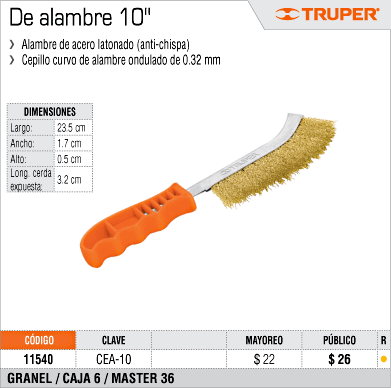 De alambre 10"
TRUPER®
❯ Alambre de acero latonado (anti-chispa)
❯ Cepillo curvo de alambre ondulado de 0.32 mm
DIMENSIONES
Largo: 23.5 cm
Ancho: 1.7 cm
Alto: 0.5 cm
Long. cerda
expuesta: 3.2 cm
TRUPER
CÓDIGO CLAVE MAYOREO PÚBLICO R
11540 CEA-10 $ 22 $ 26
GRANEL / CAJA 6 / MASTER 36